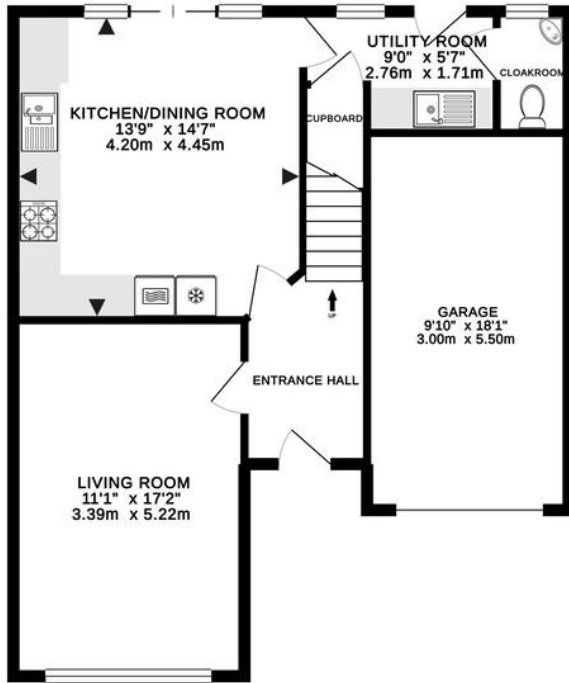 UTILITY ROOM
9'0" x 5'7"
2.76m x 1.71m
CLOAKROOM
KITCHEN/DINING ROOM
13'9" x 14'7"
4.20m x 4.45m
CUPBOARD
UP
GARAGE
9'10" x 18'1"
3.00m x 5.50m
ENTRANCE HALL
LIVING ROOM
11'1" x 17'2"
3.39m x 5.22m